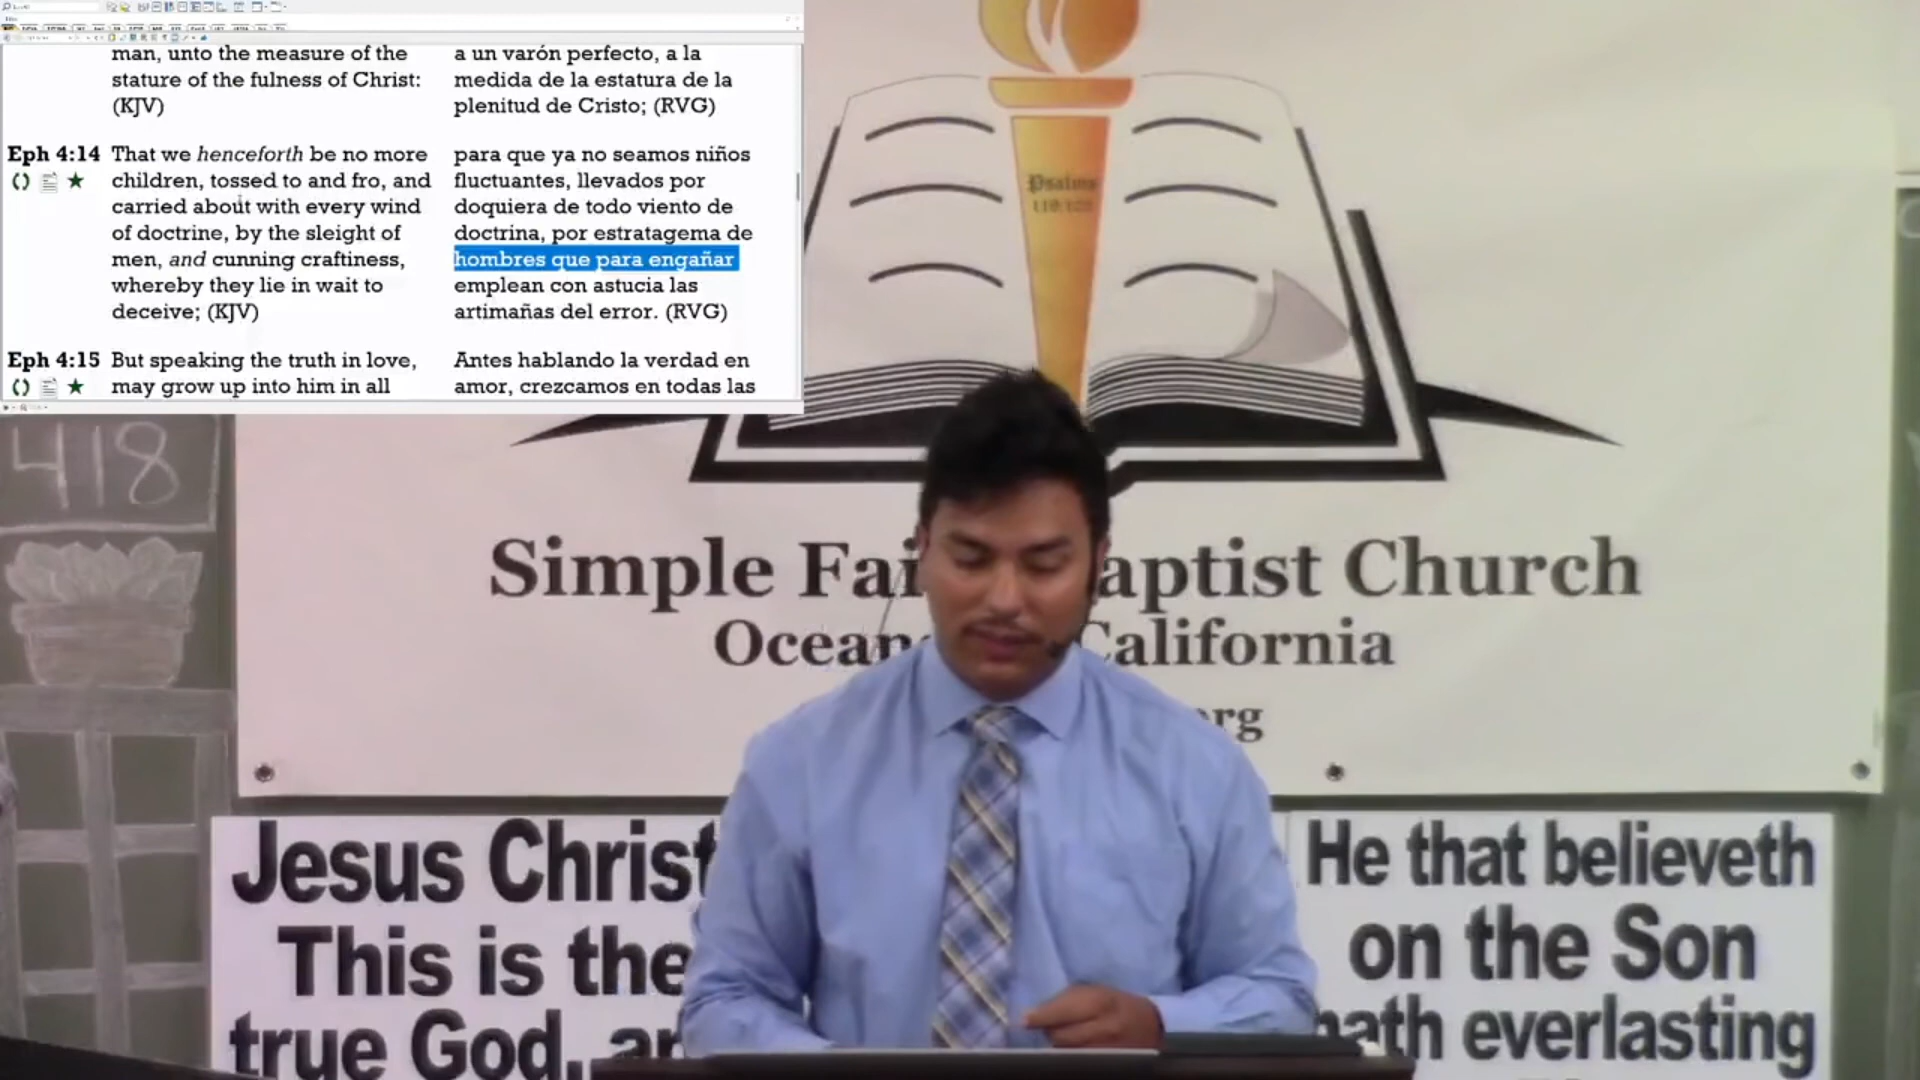 man, unto the measure of the
stature of the fulness of Christ:
(KJV)
a un varón perfecto, a la
medida de la estatura de la
plenitud de Cristo; (RVG)
Eph 4:14
That we henceforth be no more
children, tossed to and fro, and
carried about with every wind
of doctrine, by the sleight of
men, and cunning craftiness,
whereby they lie in wait to
deceive; (KJV)
para que ya no seamos niños
fluctuantes, llevados por
doquiera de todo viento de
doctrina, por estratagema de
hombres que para engañar
emplean con astucia las
artimañas del error. (RVG)
Eph 4:15
But speaking the truth in love,
may grow up into him in all
Antes hablando la verdad en
amor, crezcamos en todas las
Psalms
418
Simple Fai aptist Church
Ocean California
rg
Jesus Christ
This is the
true God, an
He that believeth
on the Son
hath everlasting